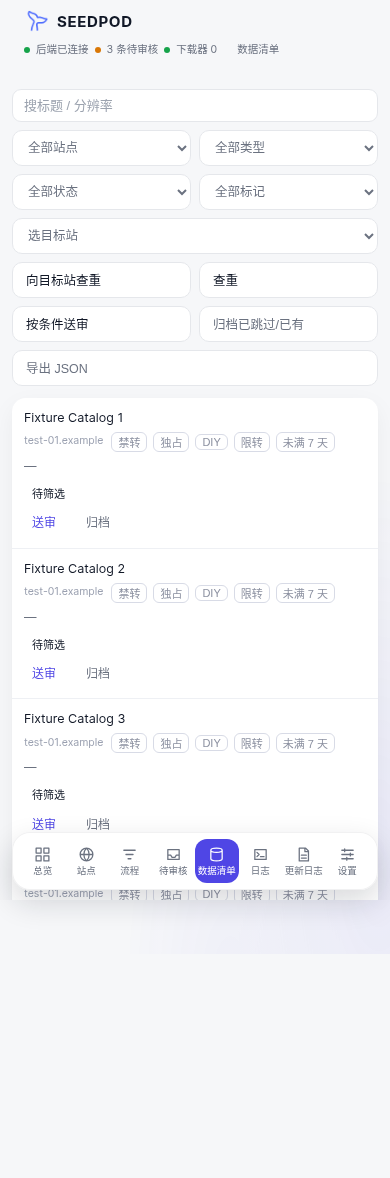 SEEDPOD
后端已连接 3 条待审核 下载器 0 数据清单
搜标题 / 分辨率
全部站点 全部类型
全部状态 全部标记
选目标站
向目标站查重 查重
按条件送审 归档已跳过/已有
导出 JSON
Fixture Catalog 1
test-01.example 禁转 独占 DIY 限转 未满 7 天
—
待筛选
送审 归档
Fixture Catalog 2
test-01.example 禁转 独占 DIY 限转 未满 7 天
—
待筛选
送审 归档
Fixture Catalog 3
test-01.example 禁转 独占 DIY 限转 未满 7 天
—
待筛选
送审 归档
总览 站点 流程 待审核 数据清单 日志 更新日志 设置
test-01.example 禁转 独占 DIY 限转 未满 7 天